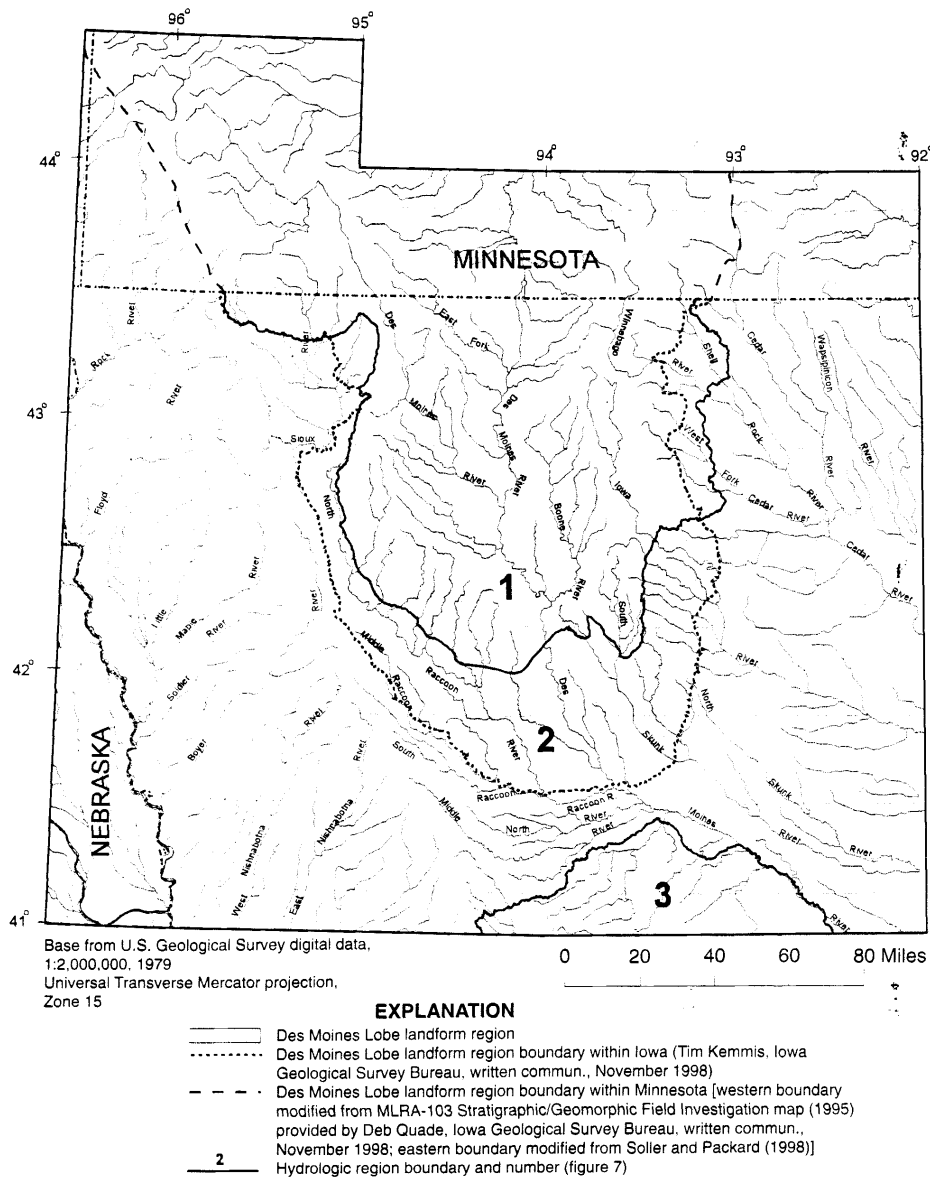 96°
95°
44°
94°
93°
92°
MINNESOTA
River
Rock
River
River
Des
East
Fork
Winnebago
River
Shell
Cedar
Wapsipinicon
43°
Moines
Des
Moines
River
River
West
Fork
Cedar
River
Rock
River
River
River
Sioux
North
Floyd
River
River
Boone
River
Iowa
South
Cedar
River
1
Little
Maple
River
42°
Soldier
Middle
Raccoon
Raccoon
River
Des
2
Skunk
River
North
Boyer
River
River
South
Raccoon
Raccoon R
River
River
North
Middle
Moines
Skunk
River
River
River
NEBRASKA
Nishnabotna
Nishnabotna
West
East
3
41°
Base from U.S. Geological Survey digital data,
1:2,000,000, 1979
Universal Transverse Mercator projection,
Zone 15
0 20 40 60 80 Miles
EXPLANATION
Des Moines Lobe landform region
Des Moines Lobe landform region boundary within Iowa (Tim Kemmis, Iowa
Geological Survey Bureau, written commun., November 1998)
Des Moines Lobe landform region boundary within Minnesota [western boundary
modified from MLRA-103 Stratigraphic/Geomorphic Field Investigation map (1995)
provided by Deb Quade, Iowa Geological Survey Bureau, written commun.,
November 1998; eastern boundary modified from Soller and Packard (1998)]
2 Hydrologic region boundary and number (figure 7)